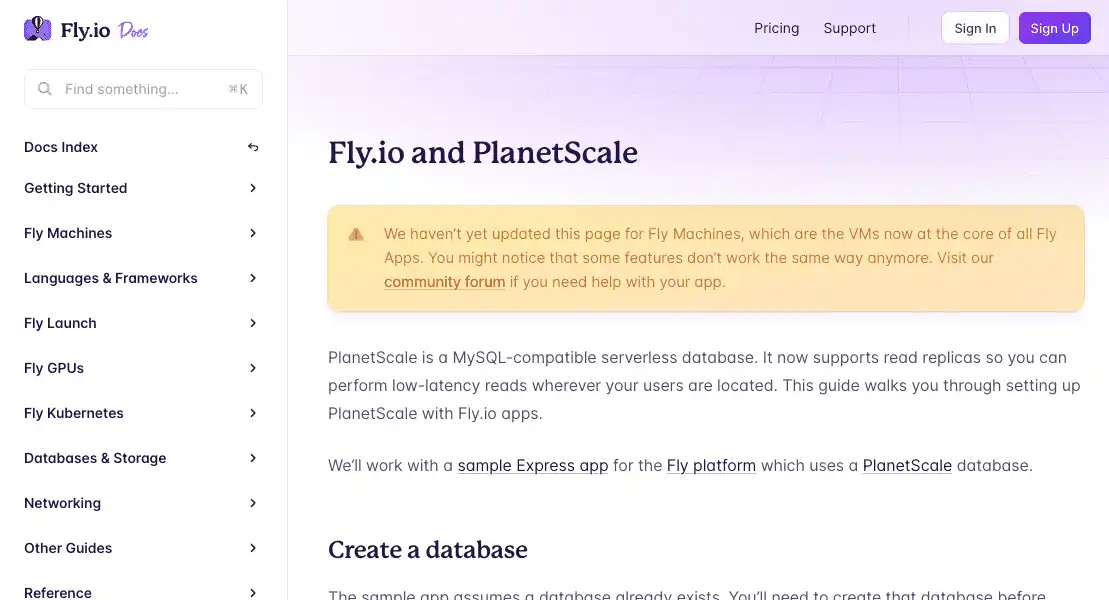 Fly.io Docs
Find something... ⌘K
Docs Index
Getting Started
Fly Machines
Languages & Frameworks
Fly Launch
Fly GPUs
Fly Kubernetes
Databases & Storage
Networking
Other Guides
Reference
Pricing
Support
Sign In
Sign Up
Fly.io and PlanetScale
We haven’t yet updated this page for Fly Machines, which are the VMs now at the core of all Fly
Apps. You might notice that some features don’t work the same way anymore. Visit our
community forum if you need help with your app.
PlanetScale is a MySQL-compatible serverless database. It now supports read replicas so you can
perform low-latency reads wherever your users are located. This guide walks you through setting up
PlanetScale with Fly.io apps.
We’ll work with a sample Express app for the Fly platform which uses a PlanetScale database.
Create a database
The sample app assumes a database already exists. You’ll need to create that database before